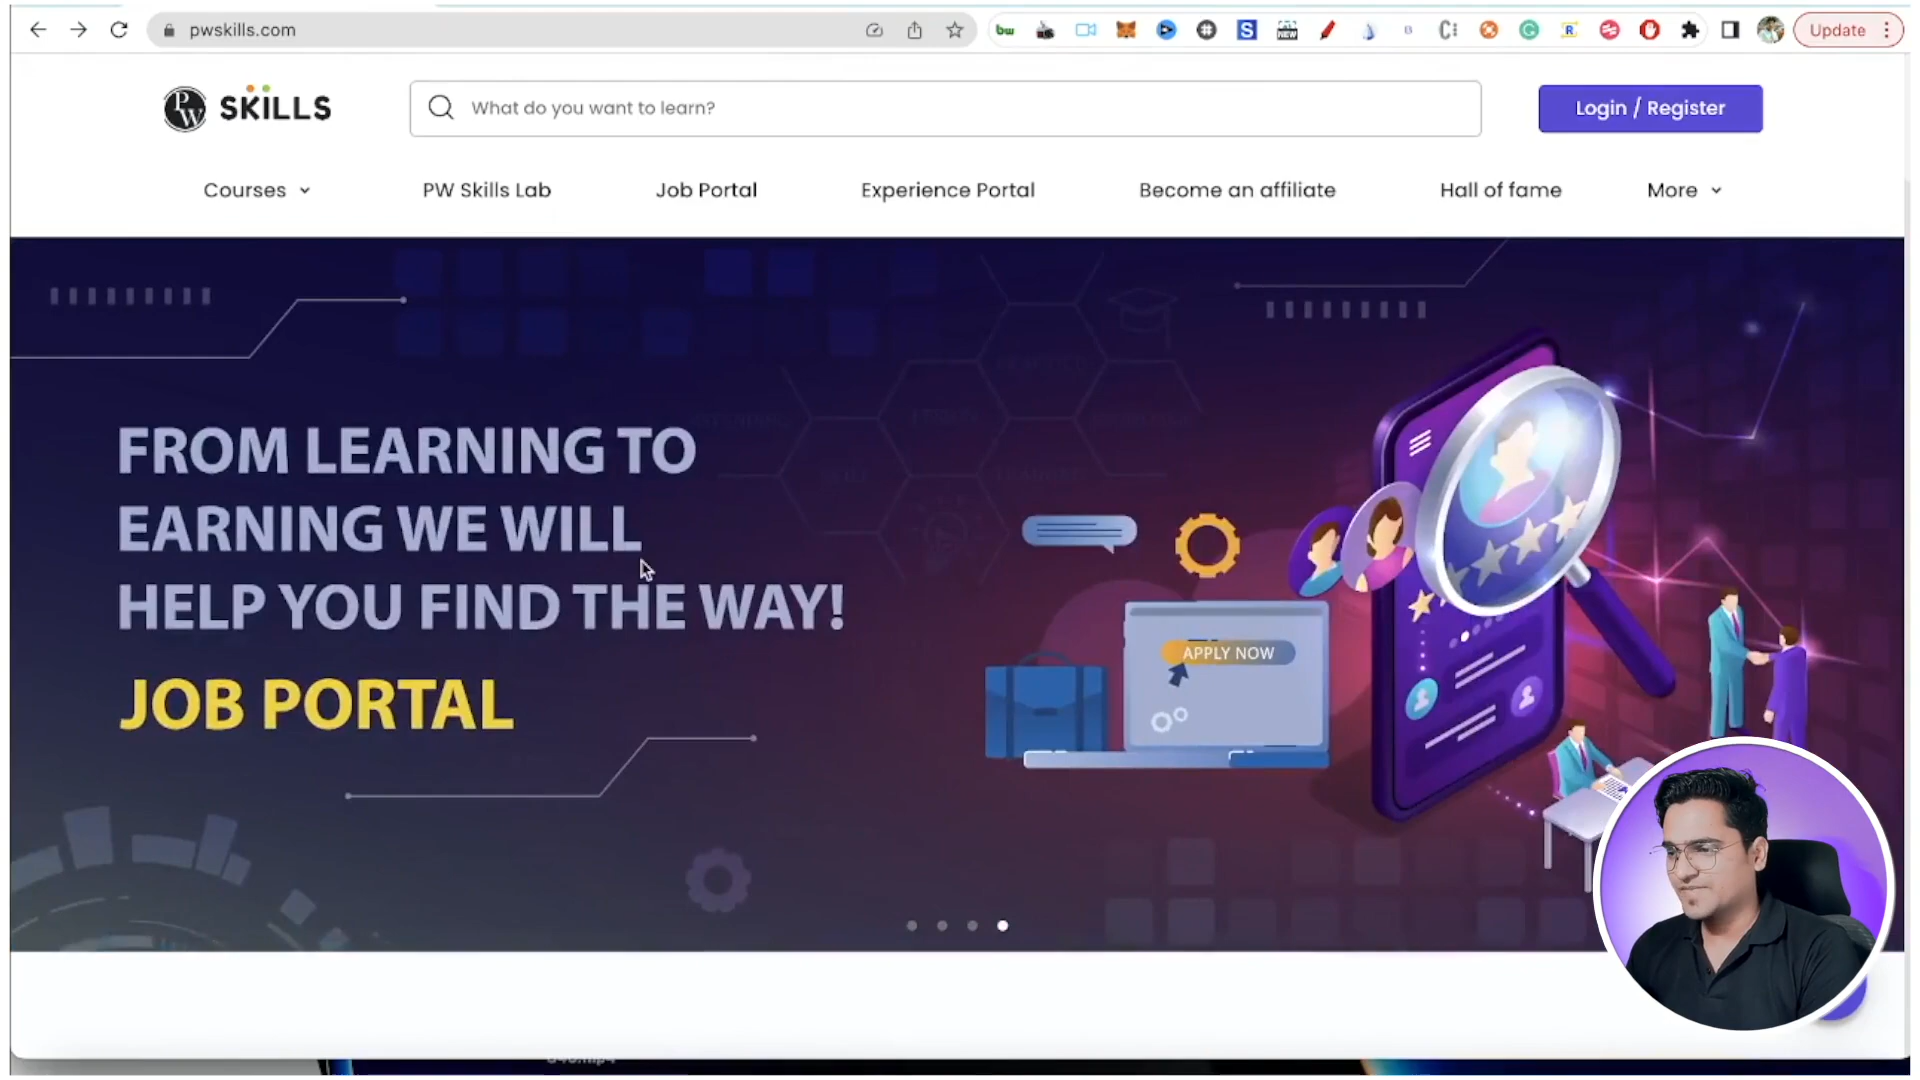 pwskills.com
Update
PW SKILLS
What do you want to learn?
Login / Register
Courses
PW Skills Lab
Job Portal
Experience Portal
Become an affiliate
Hall of fame
More
FROM LEARNING TO
EARNING WE WILL
HELP YOU FIND THE WAY!
JOB PORTAL
APPLY NOW